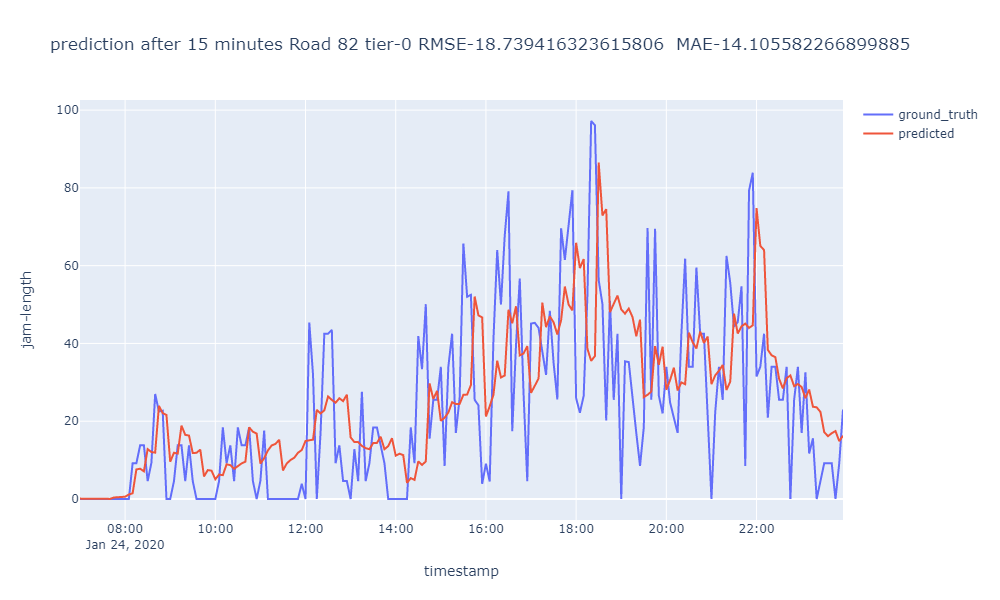 prediction after 15 minutes Road 82 tier-0 RMSE-18.739416323615806  MAE-14.105582266899885
ground_truth
predicted
jam-length
100
80
60
40
20
0
08:00 10:00 12:00 14:00 16:00 18:00 20:00 22:00
Jan 24, 2020
timestamp